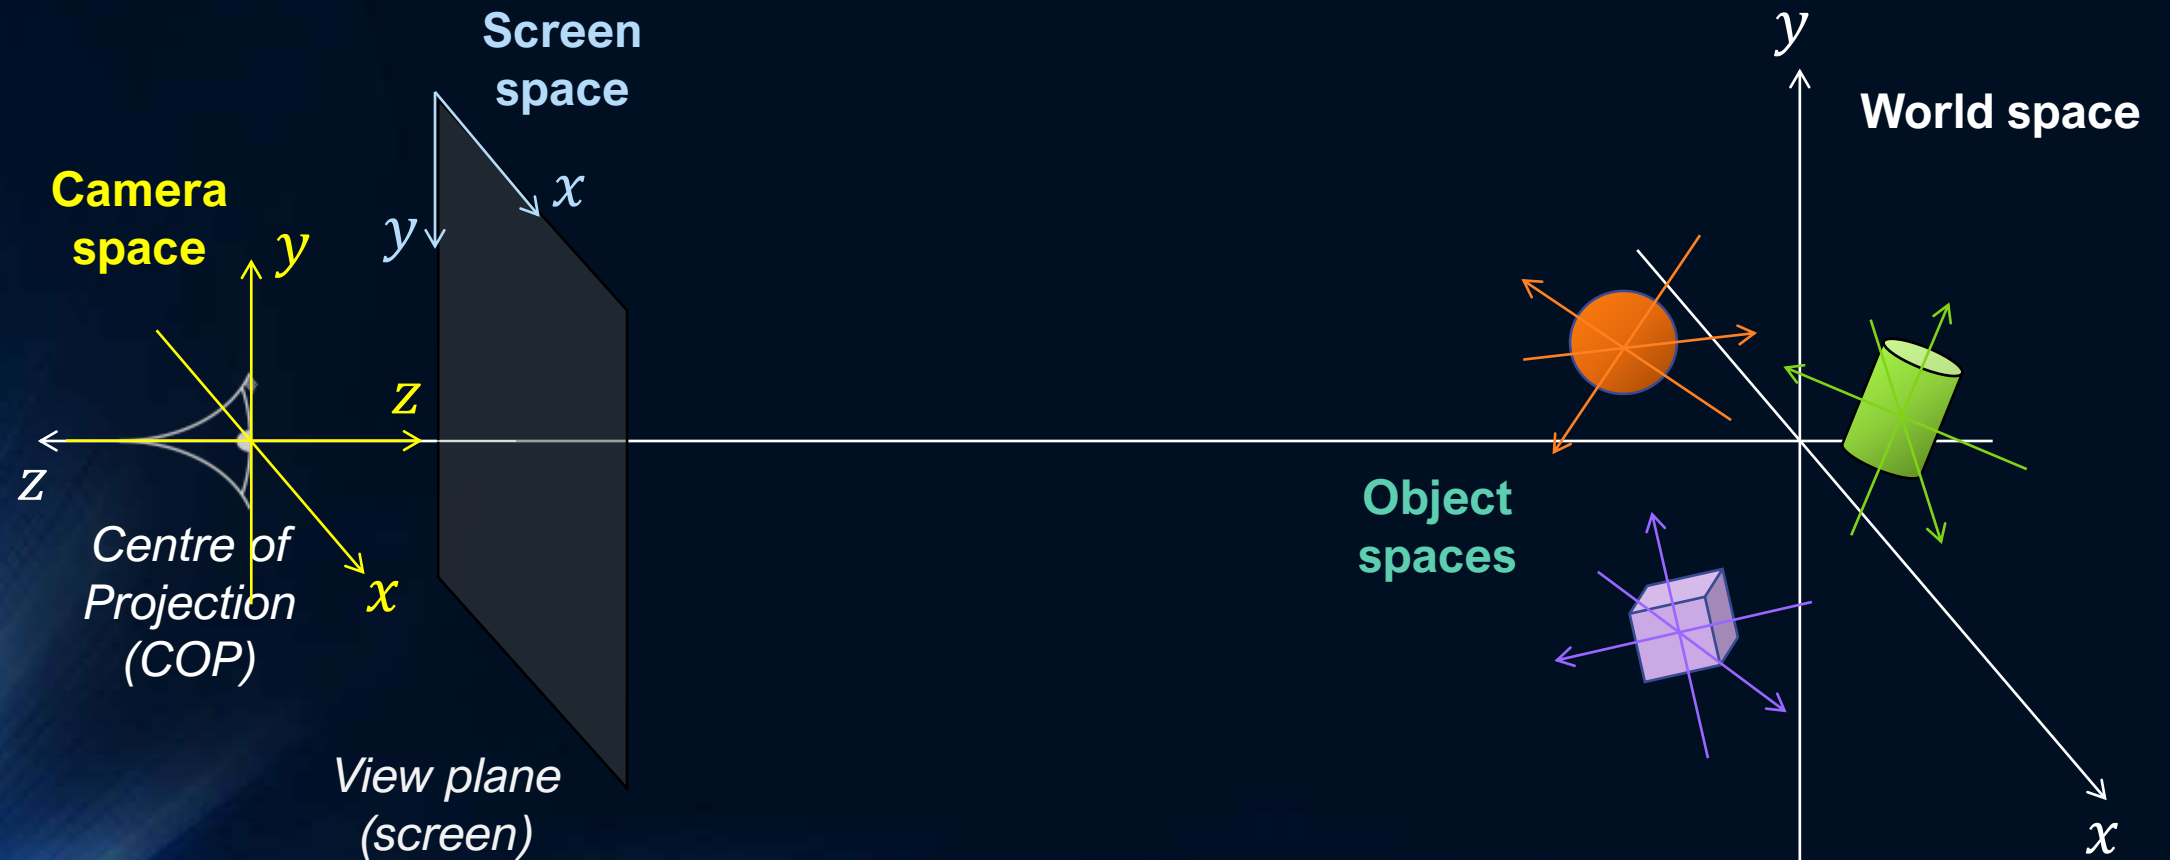 Screen
space
x
y
Camera
space
y
z
x
z
Centre of
Projection
(COP)
View plane
(screen)
y
World space
Object
spaces
x